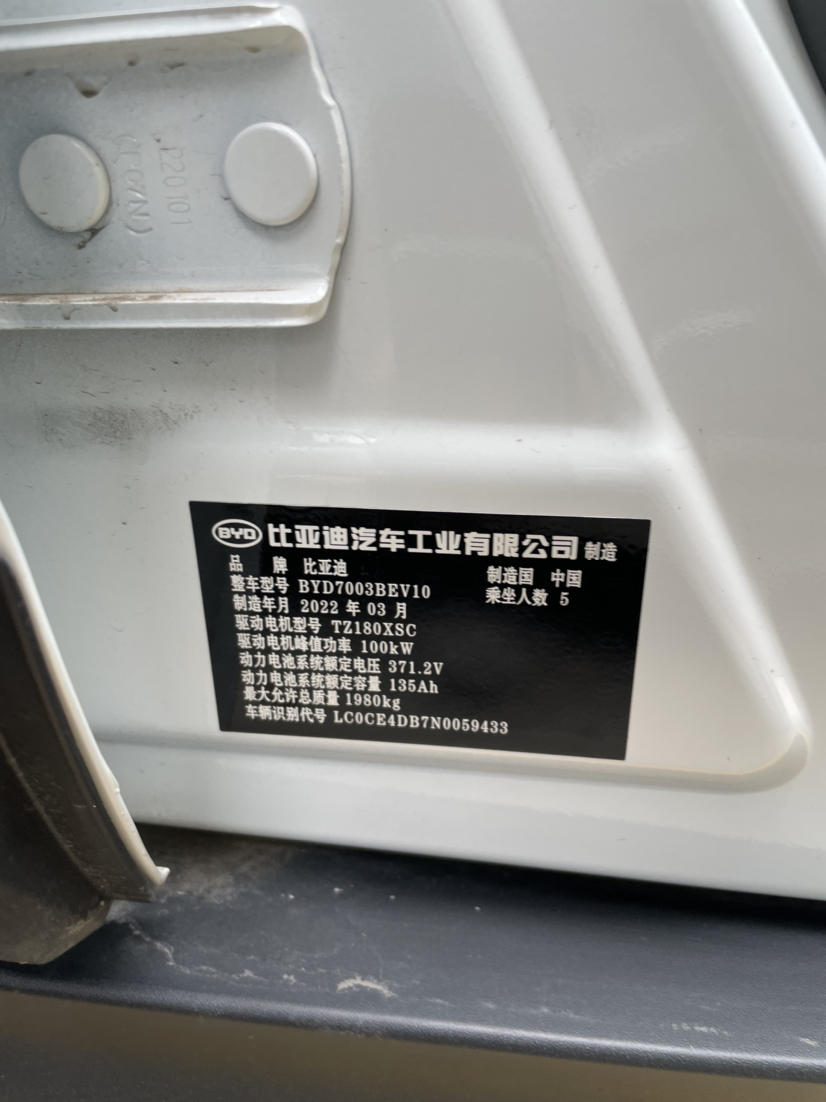 P20101
BYD 比亚迪汽车工业有限公司 制造
品 牌 比亚迪 制造国 中国
整车型号 BYD7003BEV10 乘坐人数 5
制造年月 2022 年 03 月
驱动电机型号 TZ180XSC
驱动电机峰值功率 100kW
动力电池系统额定电压 371.2V
动力电池系统额定容量 135Ah
最大允许总质量 1980kg
车辆识别代号 LC0CE4DB7N0059433